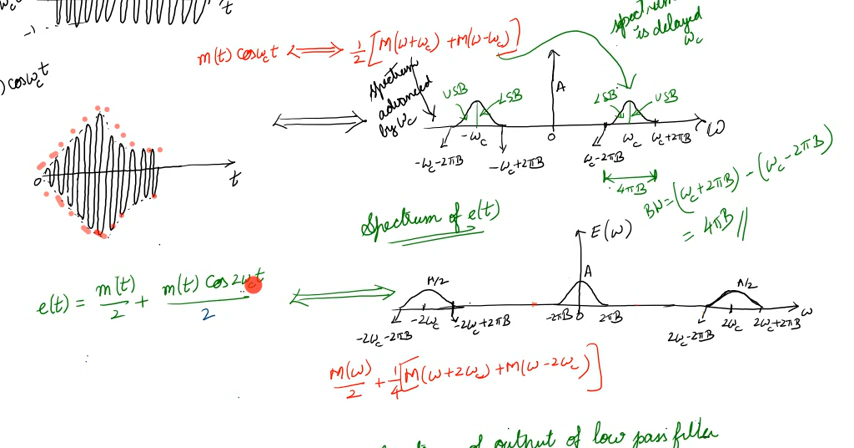 -1
t
spectrum
is delayed
ω_c
m(t) cosω_ct <=> 1/2 [M(ω+ω_c) + M(ω-ω_c)]
) cosω_ct
spectrum
advanced
by ω_c
USB LSB
A
LSB USB
-ω_c 0 ω_c ω
-ω_c-2πB -ω_c+2πB ω_c-2πB ω_c+2πB
4πB
0 t
BW = (ω_c+2πB) - (ω_c-2πB)
= 4πB //
Spectrum of e(t)
E(ω)
e(t) = m(t)/2 + m(t) cos2ω_ct/2
A/2 A A/2
-2ω_c -2πB 0 2πB 2ω_c ω
-2ω_c-2πB -2ω_c+2πB 2ω_c-2πB 2ω_c+2πB
M(ω)/2 + 1/4 [M(ω+2ω_c) + M(ω-2ω_c)]
of output of low pass filter